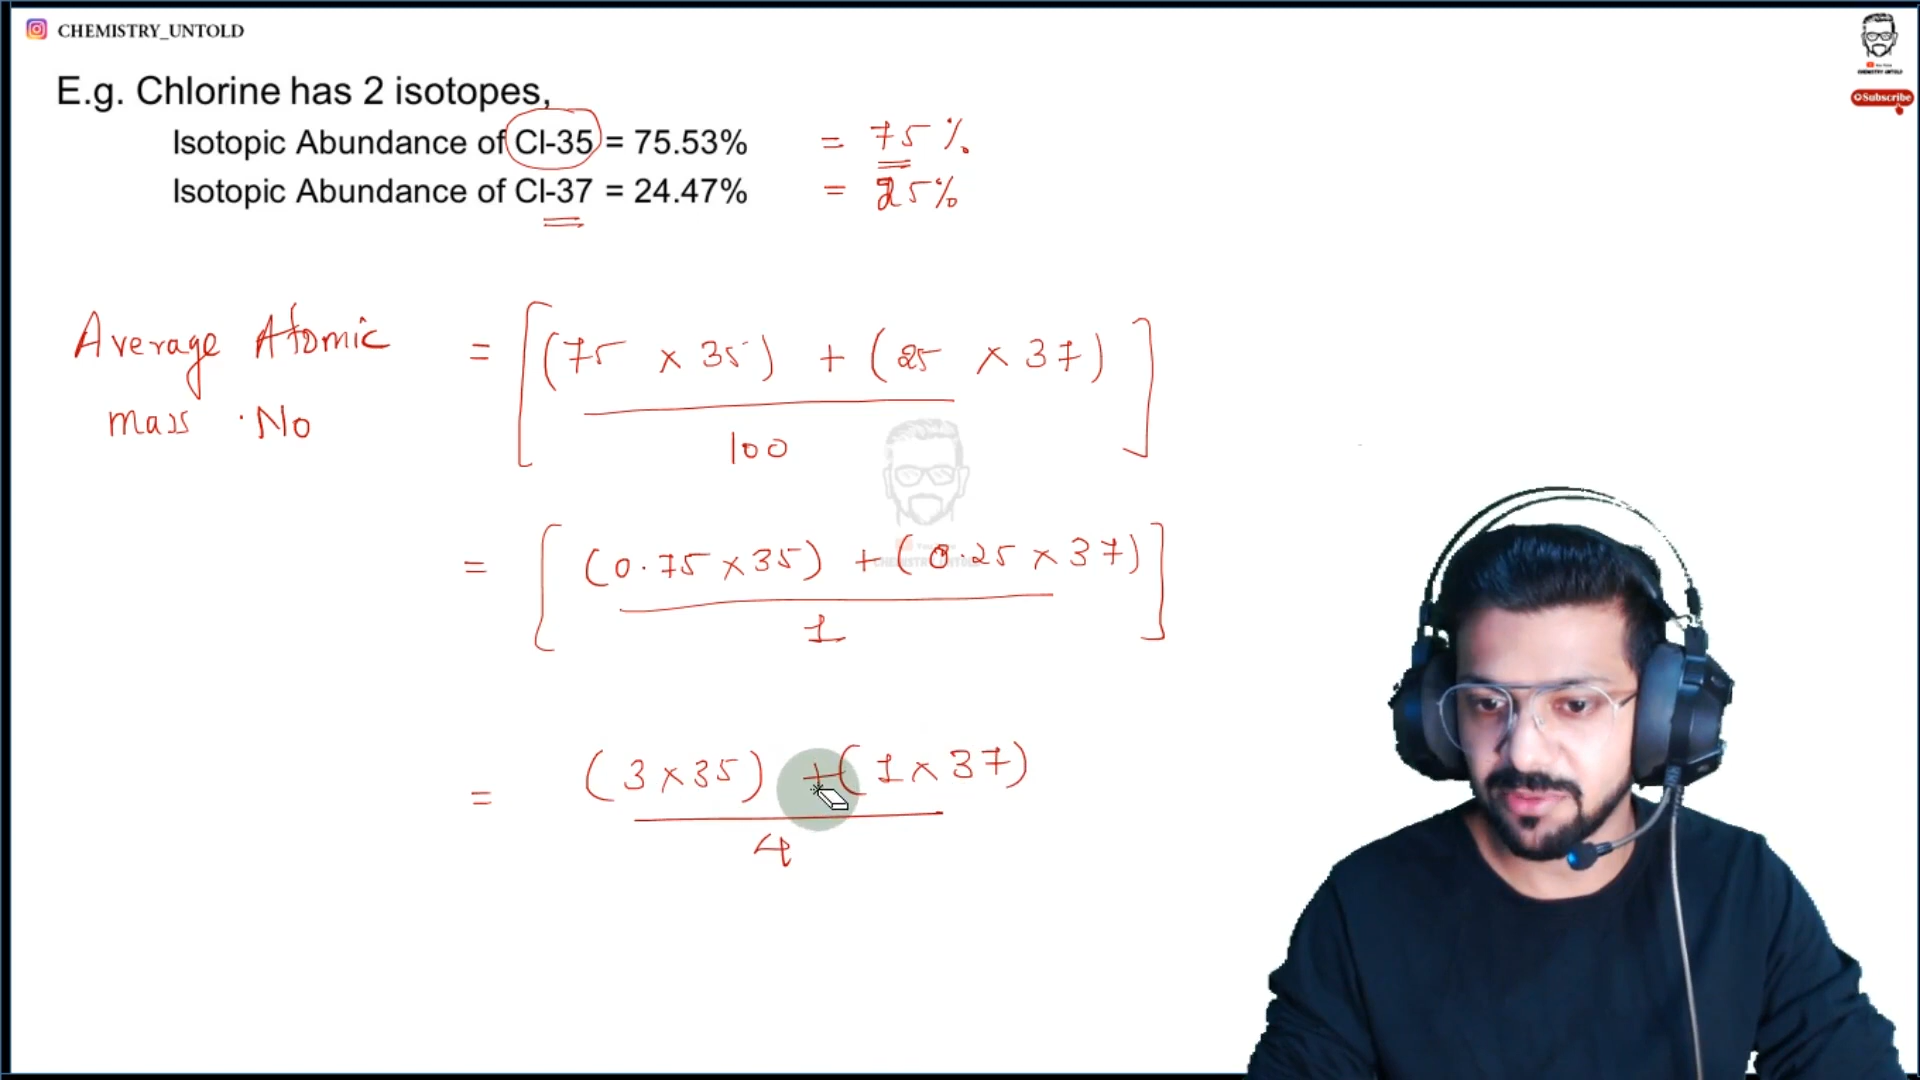 CHEMISTRY_UNTOLD
E.g. Chlorine has 2 isotopes,
Isotopic Abundance of Cl-35 = 75.53% = 75%
Isotopic Abundance of Cl-37 = 24.47% = 25%
Subscribe
Average Atomic mass No = [(75 x 35) + (25 x 37)]
100
= [(0.75 x 35) + (0.25 x 37)]
1
= (3 x 35) + (1 x 37)
4
CHEMISTRY UNTOLD